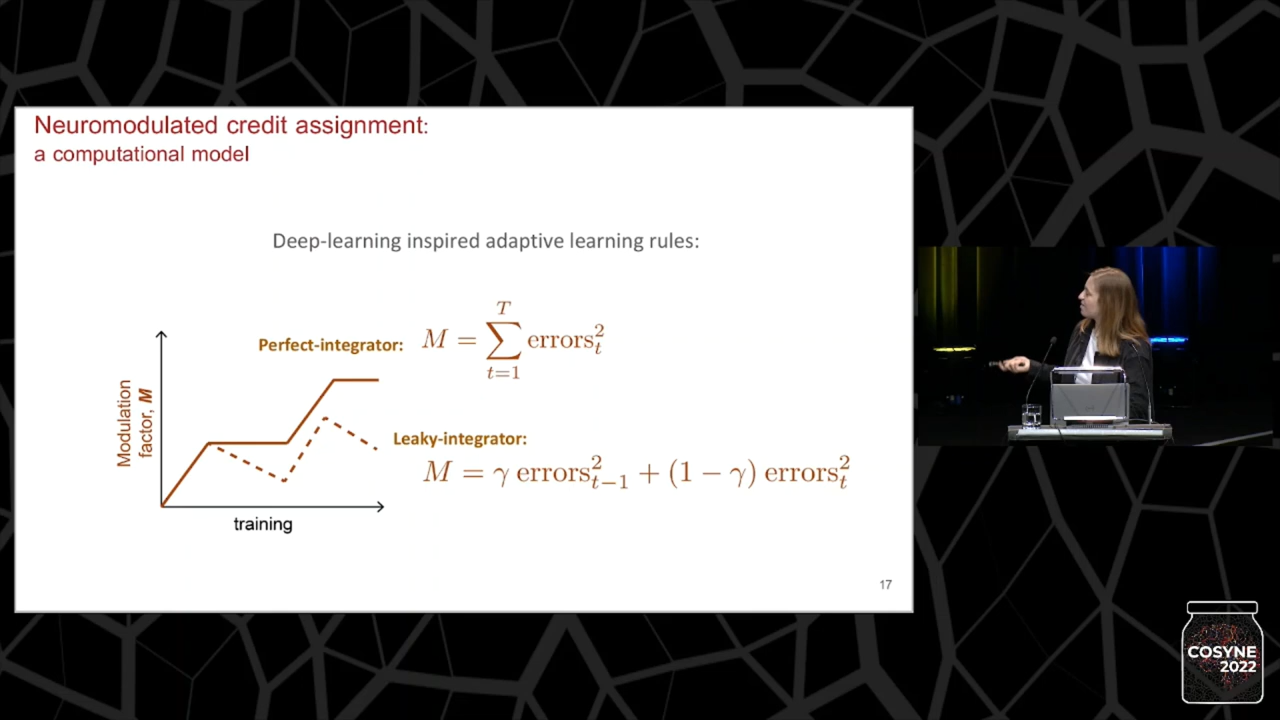 Neuromodulated credit assignment:
a computational model
Deep-learning inspired adaptive learning rules:
Perfect-integrator: M = \sum_{t=1}^{T} errors_t^2
Modulation
factor, M
Leaky-integrator:
M = γ errors_{t-1}^2 + (1 − γ) errors_t^2
training
17
COSYNE
2022